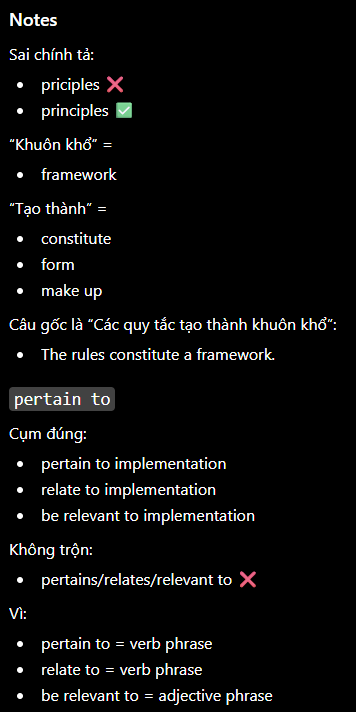 Notes
Sai chính tả:
• priciples ❌
• principles ✅
“Khuôn khổ” =
• framework
“Tạo thành” =
• constitute
• form
• make up
Câu gốc là “Các quy tắc tạo thành khuôn khổ”:
• The rules constitute a framework.
pertain to
Cụm đúng:
• pertain to implementation
• relate to implementation
• be relevant to implementation
Không trộn:
• pertains/relates/relevant to ❌
Vì:
• pertain to = verb phrase
• relate to = verb phrase
• be relevant to = adjective phrase